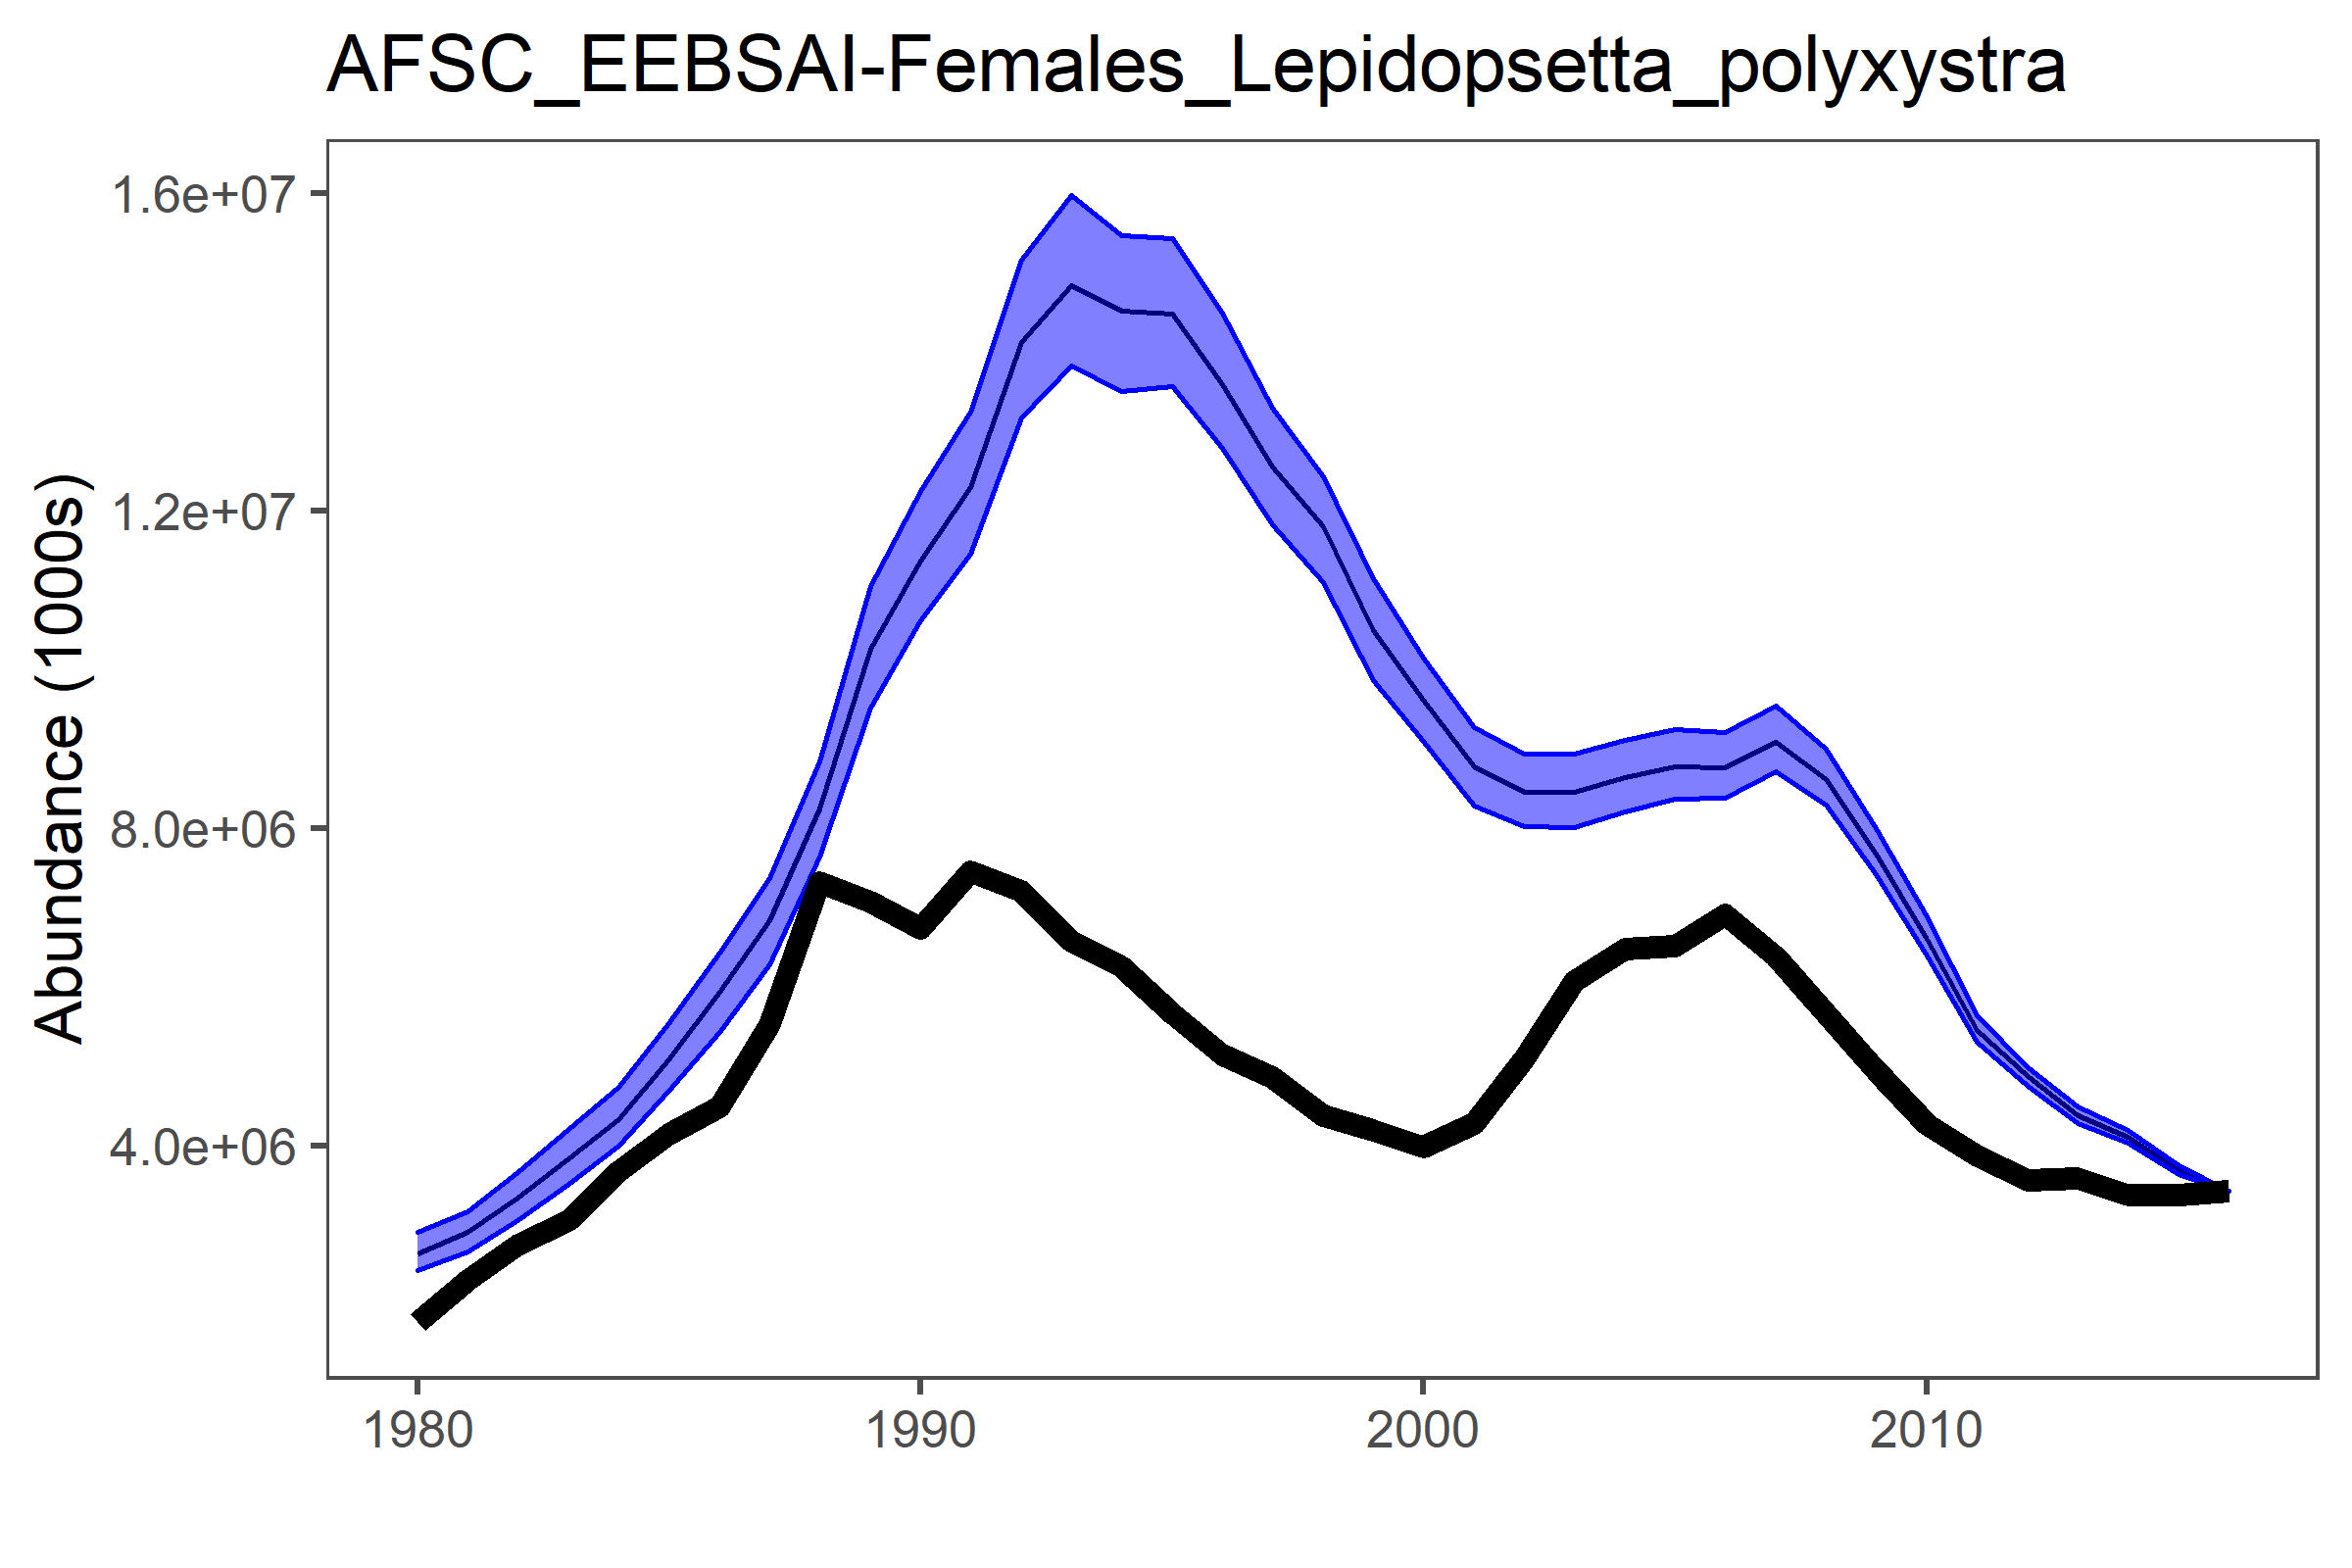 AFSC_EEBSAI-Females_Lepidopsetta_polyxystra
1.6e+07
1.2e+07
8.0e+06
4.0e+06
Abundance (1000s)
1980
1990
2000
2010